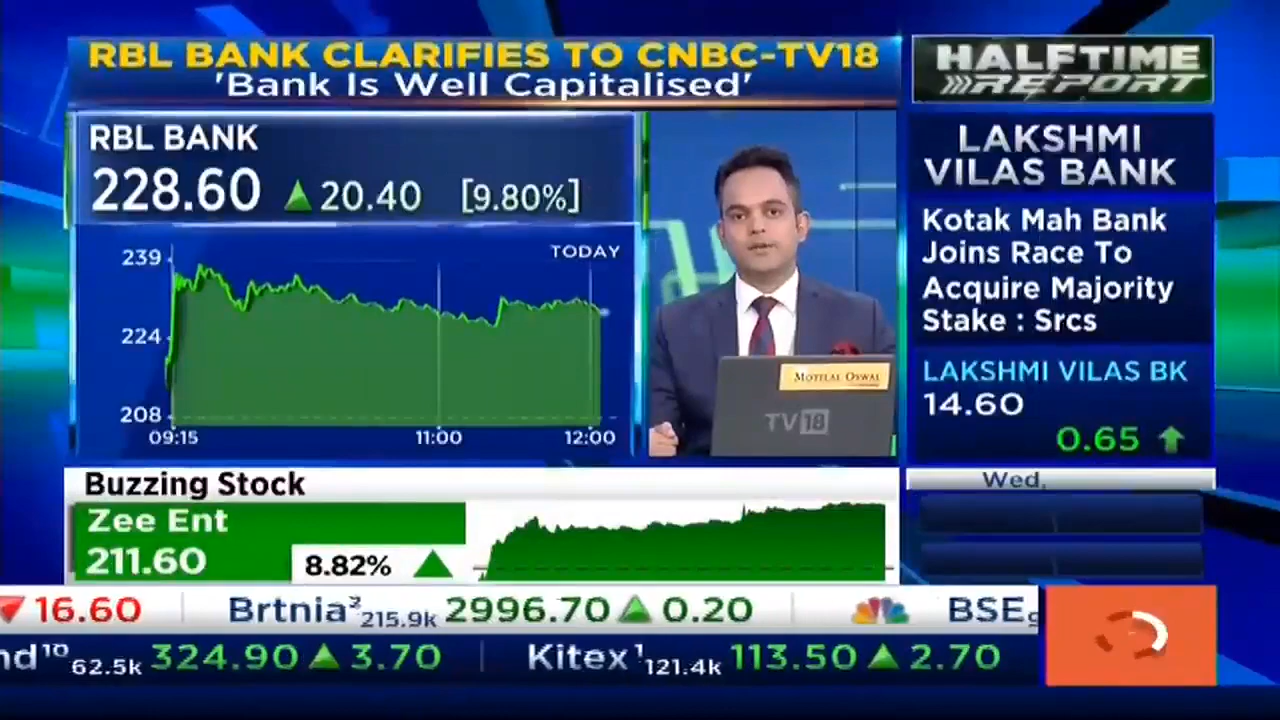 RBL BANK CLARIFIES TO CNBC-TV18
'Bank Is Well Capitalised'
HALFTIME
REPORT
RBL BANK
228.60 ▲ 20.40 [9.80%]
TODAY
239
224
208
09:15 11:00 12:00
MOTILAL OSWAL
TV18
LAKSHMI
VILAS BANK
Kotak Mah Bank
Joins Race To
Acquire Majority
Stake : Srcs
LAKSHMI VILAS BK
14.60
0.65
Wed,
Buzzing Stock
Zee Ent
211.60
8.82%
16.60 Brtnia³ 215.9k 2996.70 ▲ 0.20 BSE
nd¹⁰ 62.5k 324.90 ▲ 3.70 Kitex¹ 121.4k 113.50 ▲ 2.70